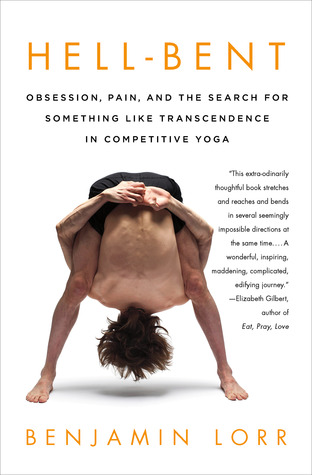 HELL-BENT
OBSESSION, PAIN, AND THE SEARCH FOR
SOMETHING LIKE TRANSCENDENCE
IN COMPETITIVE YOGA
"This extra-odinarily
thoughtful book stretches
and reaches and bends
in several seemingly
impossible directions at
the same time....A
wonderful, inspiring,
maddening, complicated,
edifying journey."
—Elizabeth Gilbert,
author of
Eat, Pray, Love
BENJAMIN LORR